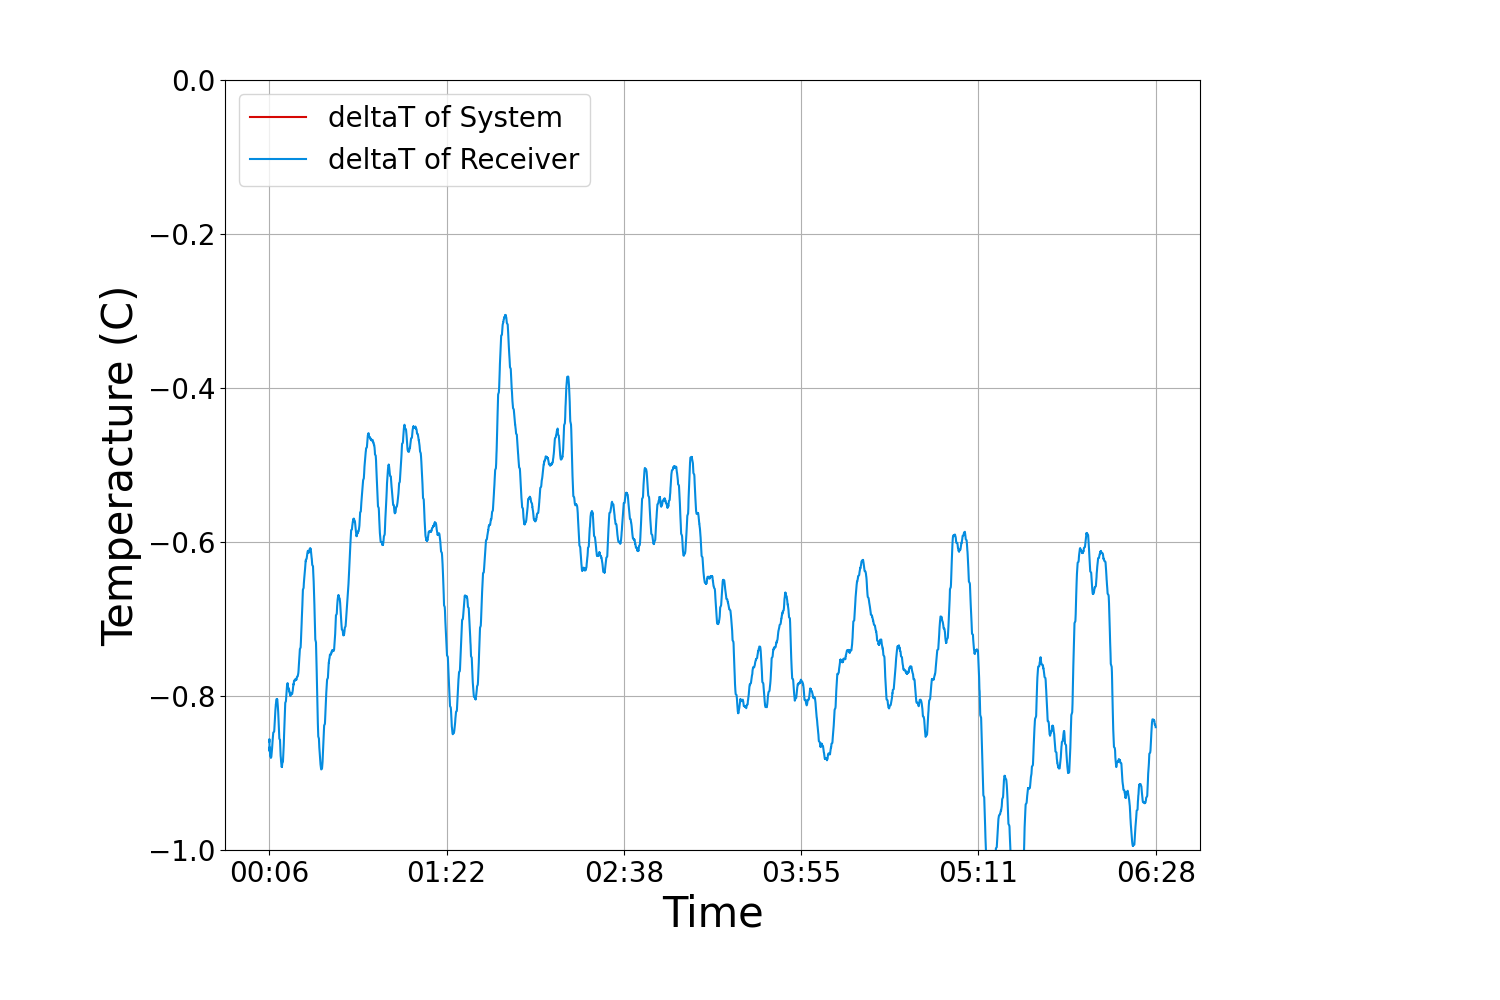 0.0
−0.2
−0.4
−0.6
−0.8
−1.0
Temperacture (C)
deltaT of System
deltaT of Receiver
00:06 01:22 02:38 03:55 05:11 06:28
Time